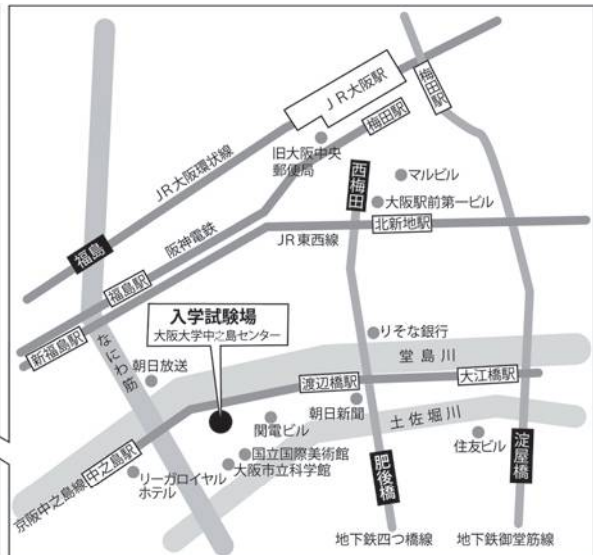 JR大阪駅
梅田駅
梅田駅
旧大阪中央
郵便局
JR大阪環状線
西梅田
マルビル
大阪駅前第一ビル
北新地駅
阪神電鉄
JR東西線
福島
福島駅
新福島駅
入学試験場
大阪大学中之島センター
なにわ筋
朝日放送
りそな銀行
堂島川
渡辺橋駅
大江橋駅
朝日新聞
土佐堀川
関電ビル
住友ビル
中之島駅
国立国際美術館
大阪市立科学館
リーガロイヤル
ホテル
京阪中之島線
肥後橋
淀屋橋
地下鉄四つ橋線
地下鉄御堂筋線